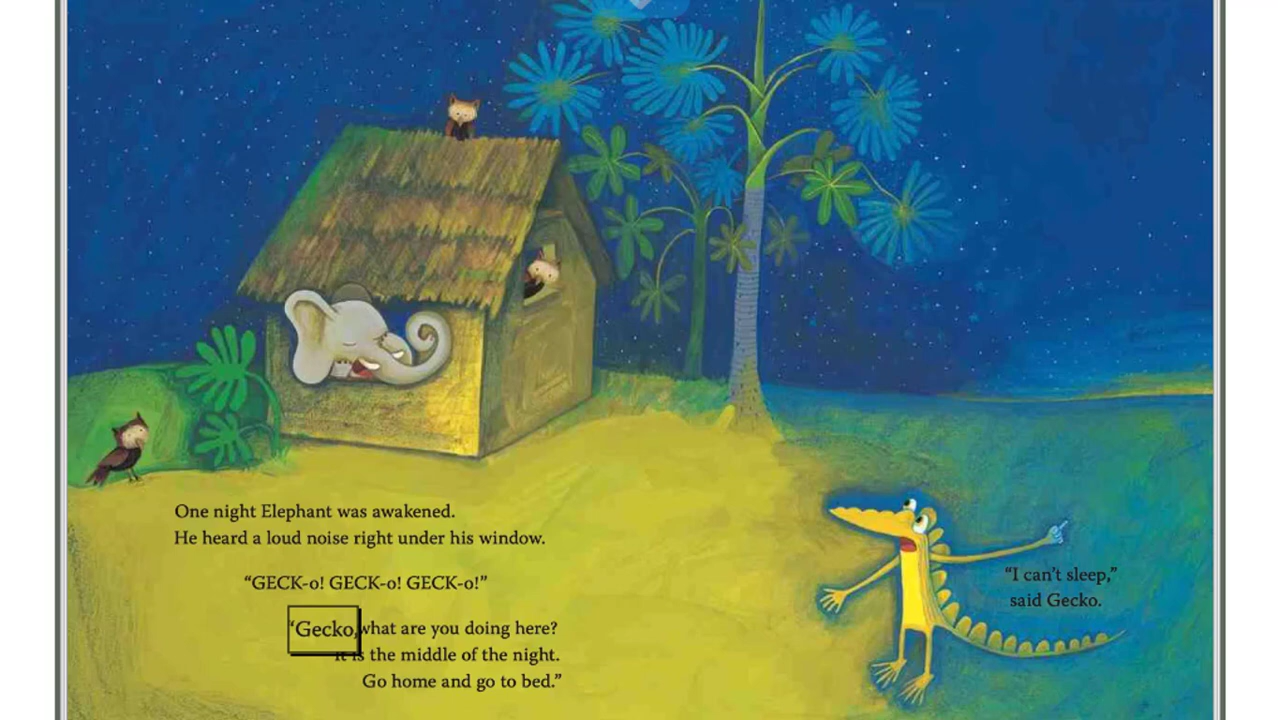 One night Elephant was awakened.
He heard a loud noise right under his window.
“GECK-o! GECK-o! GECK-o!”
‘Gecko, what are you doing here?
It is the middle of the night.
Go home and go to bed.”
“I can’t sleep,”
said Gecko.